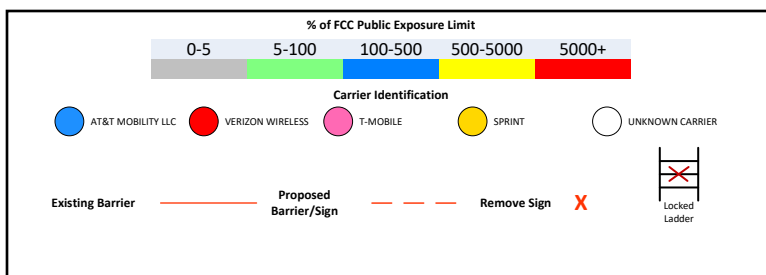 % of FCC Public Exposure Limit
0-5 5-100 100-500 500-5000 5000+
Carrier Identification
AT&T MOBILITY LLC VERIZON WIRELESS T-MOBILE SPRINT UNKNOWN CARRIER
Existing Barrier Proposed Barrier/Sign Remove Sign X
Locked
Ladder